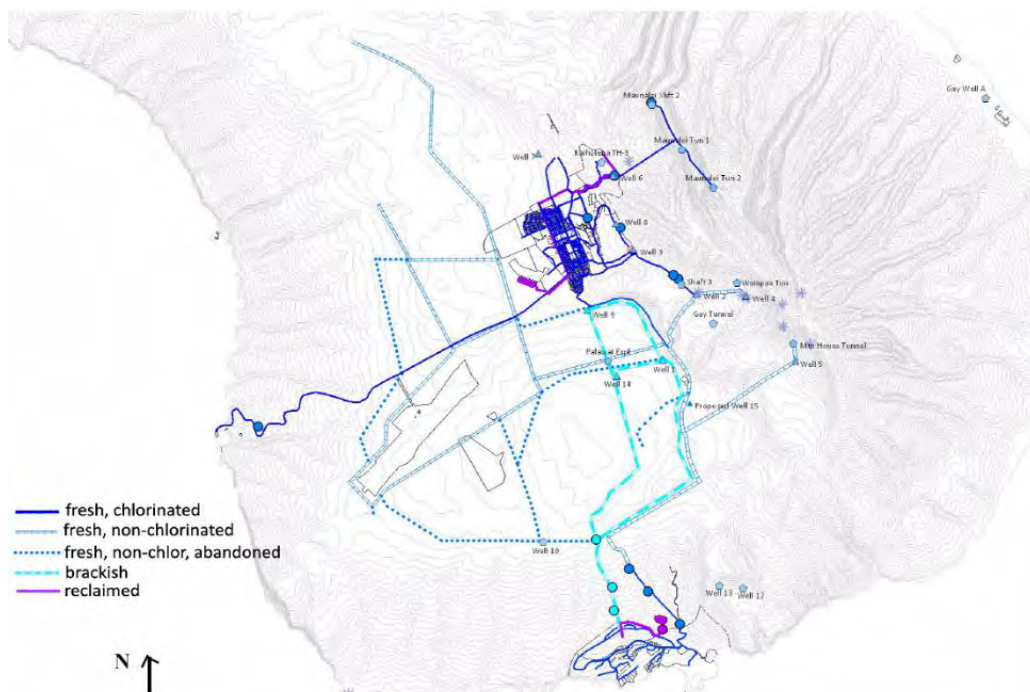 Gay Well A
Maunalei Shft 2
Maunalei Tun 1
Well 7
Well 6
Maunalei Tun 2
Well 8
Well 3
Shaft 3
Waiapaa Tun
Well 2
Well 4
Gay Tunnel
Well 9
Mtn House Tunnel
Palawai Expl
Well 1
Well 5
Well 14
Proposed Well 15
fresh, chlorinated
fresh, non-chlorinated
fresh, non-chlor, abandoned
brackish
reclaimed
Well 10
Well 13
Well 12
N